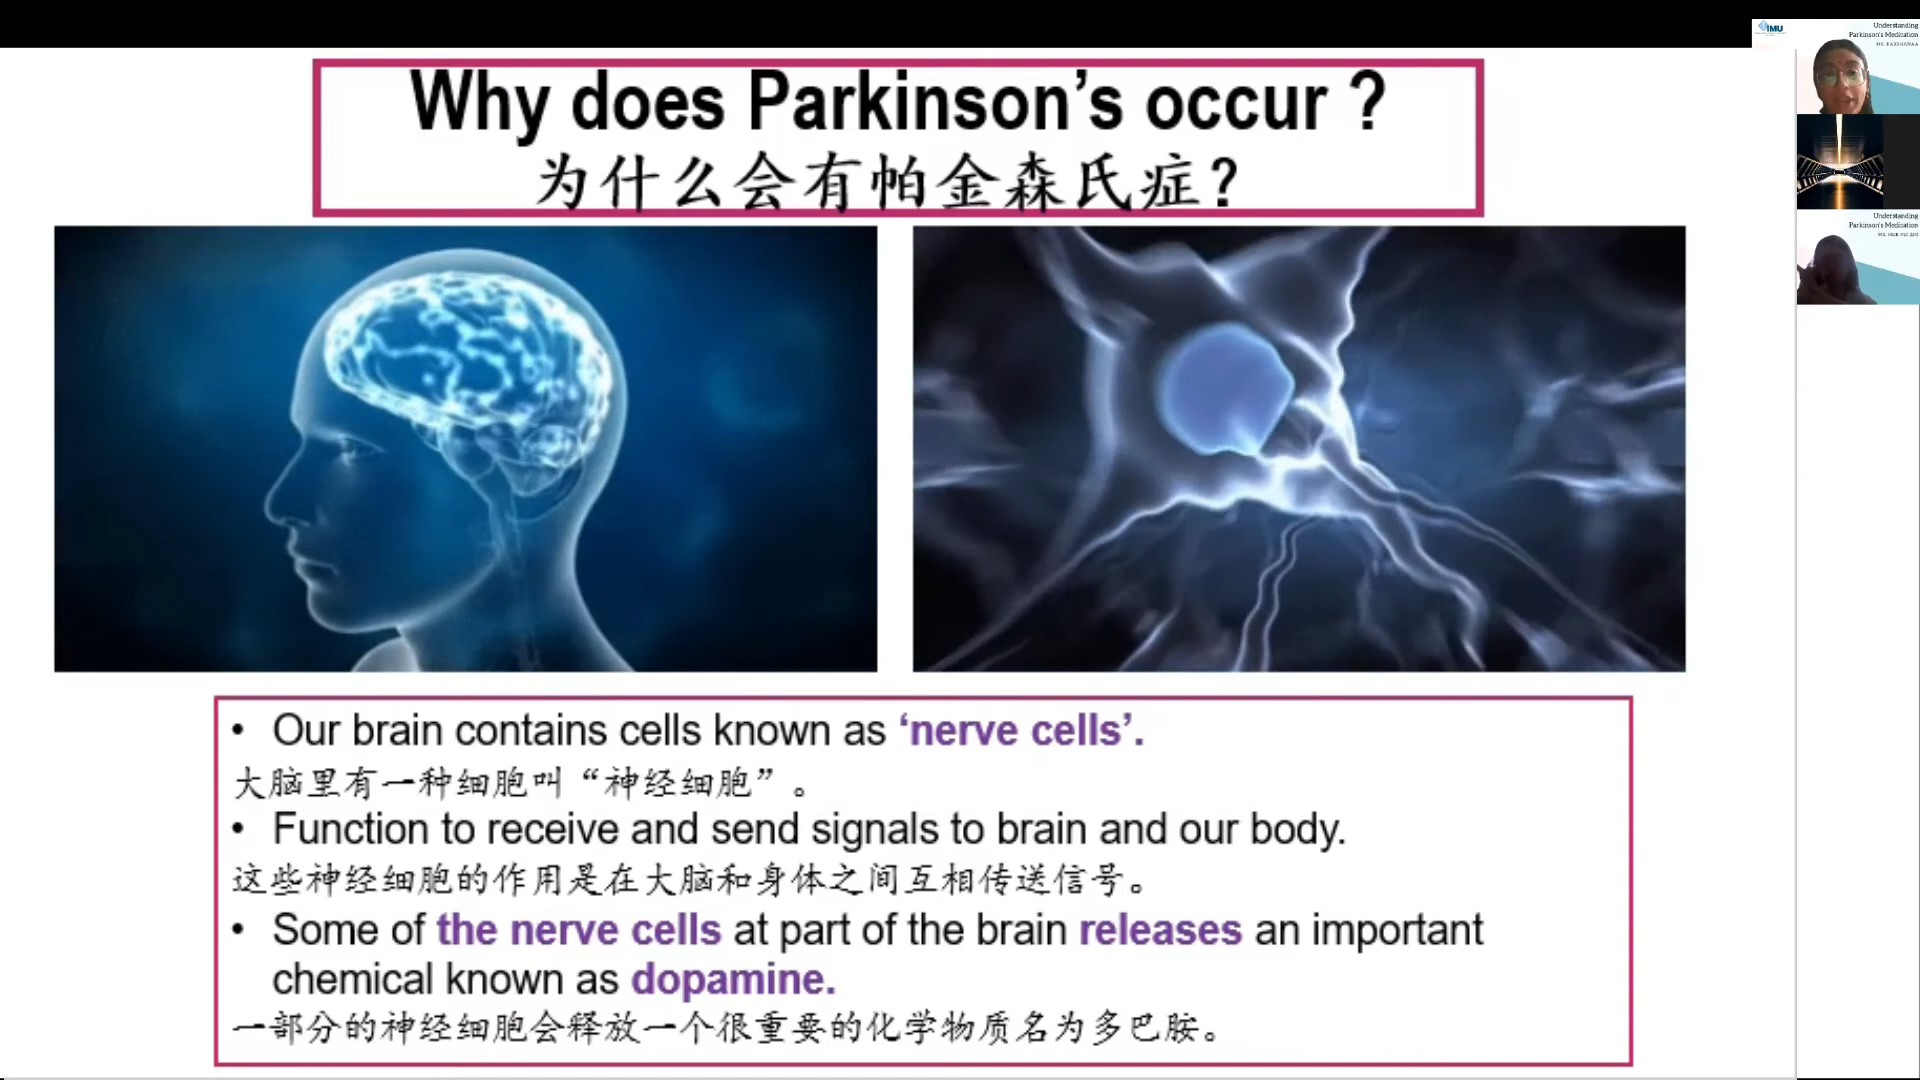 Why does Parkinson’s occur ?
为什么会有帕金森氏症?
• Our brain contains cells known as ‘nerve cells’.
大脑里有一种细胞叫“神经细胞”。
• Function to receive and send signals to brain and our body.
这些神经细胞的作用是在大脑和身体之间互相传送信号。
• Some of the nerve cells at part of the brain releases an important
chemical known as dopamine.
一部分的神经细胞会释放一个很重要的化学物质名为多巴胺。
IMU
Understanding
Parkinson's Medication
Understanding
Parkinson's Medication